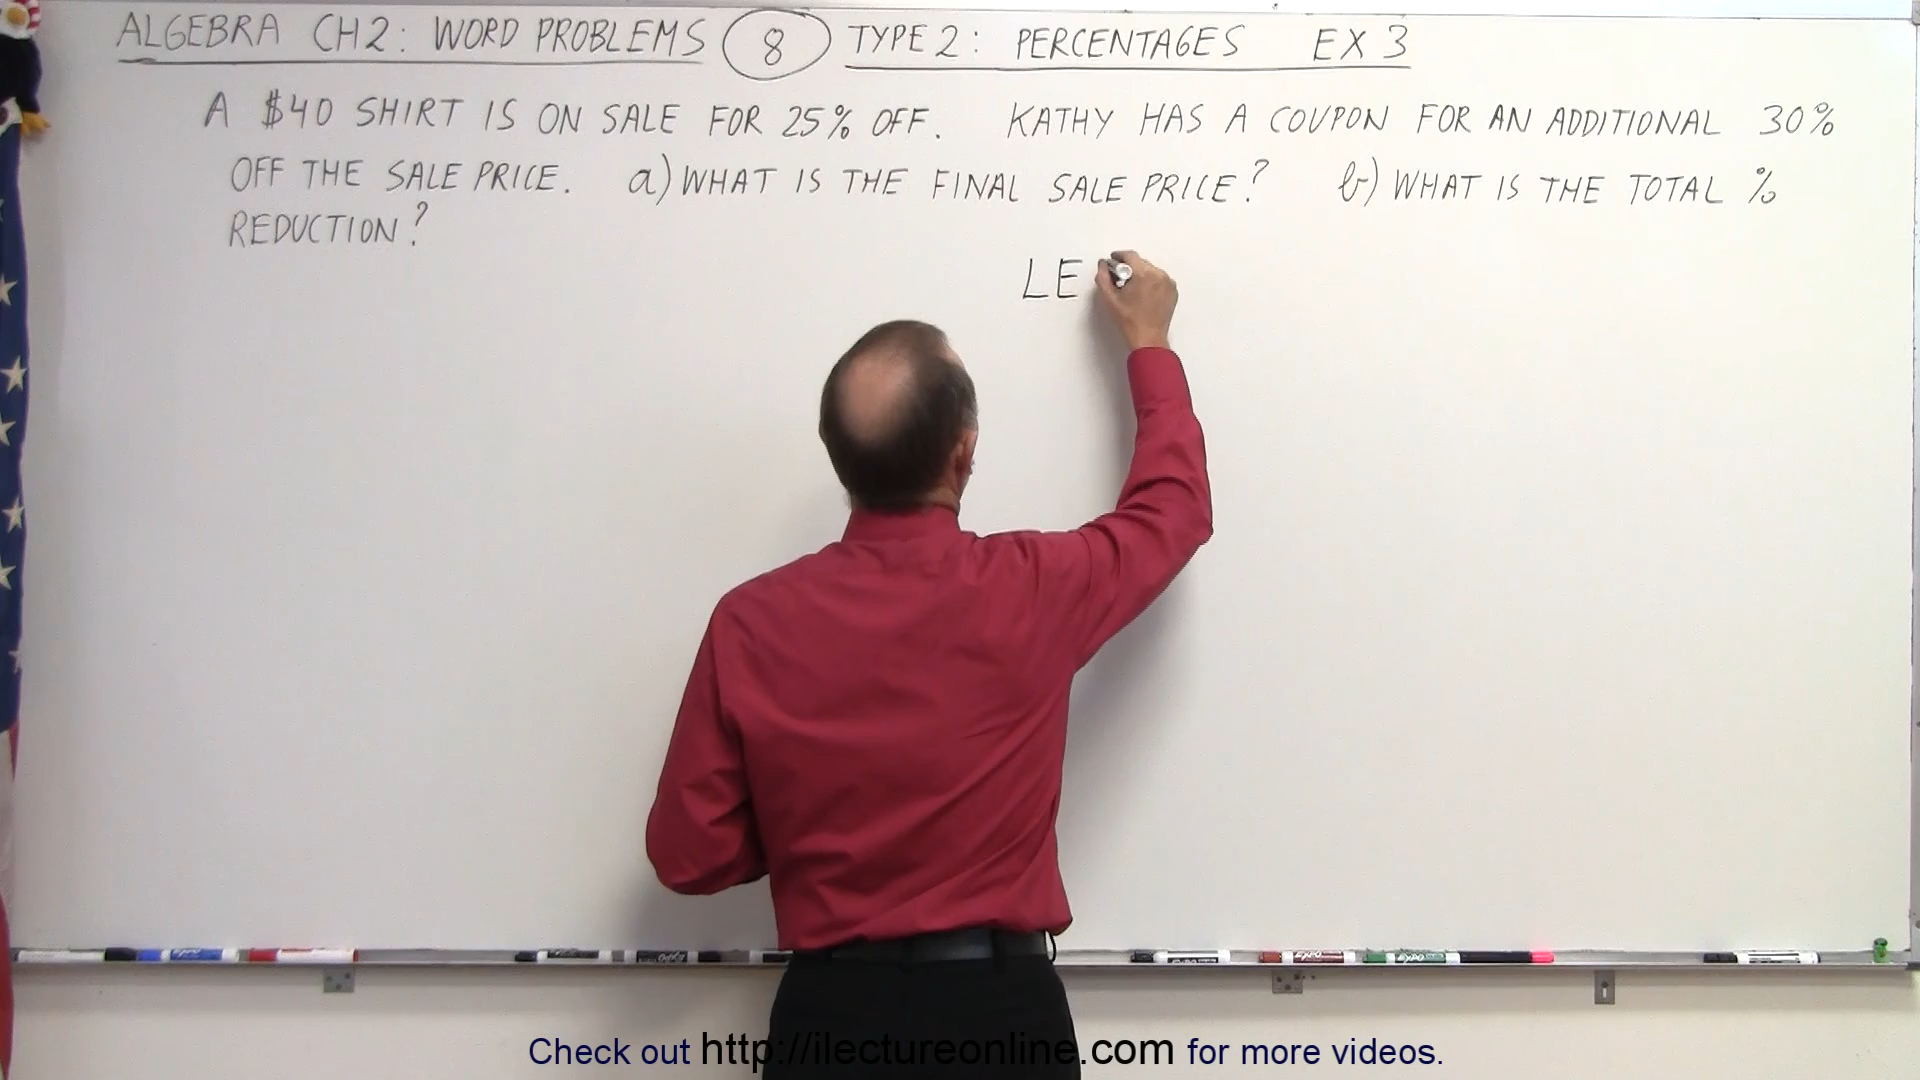 ALGEBRA CH2: WORD PROBLEMS 8 TYPE 2: PERCENTAGES EX 3
A $40 SHIRT IS ON SALE FOR 25% OFF. KATHY HAS A COUPON FOR AN ADDITIONAL 30%
OFF THE SALE PRICE. a) WHAT IS THE FINAL SALE PRICE? b) WHAT IS THE TOTAL %
REDUCTION?
LE
EXPO EXPO
Check out http://ilectureonline.com for more videos.